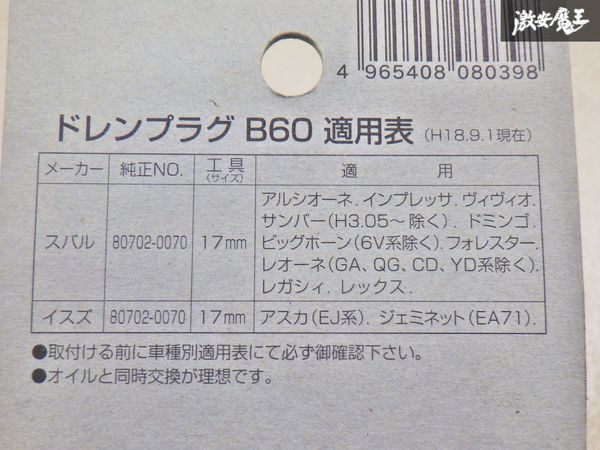 激安魔王
4 965408 080398
ドレンプラグ B60 適用表 (H18.9.1現在)
メーカー 純正NO. 工具(サイズ) 適用
スバル 80702-0070 17mm アルシオーネ. インプレッサ. ヴィヴィオ.
サンバー(H3.05～除く). ドミンゴ.
ビッグホーン(6V系除く). フォレスター.
レオーネ(GA、QG、CD、YD系除く).
レガシィ. レックス.
イスズ 80702-0070 17mm アスカ(EJ系). ジェミネット(EA71).
●取付ける前に車種別適用表にて必ず御確認下さい。
●オイルと同時交換が理想です。